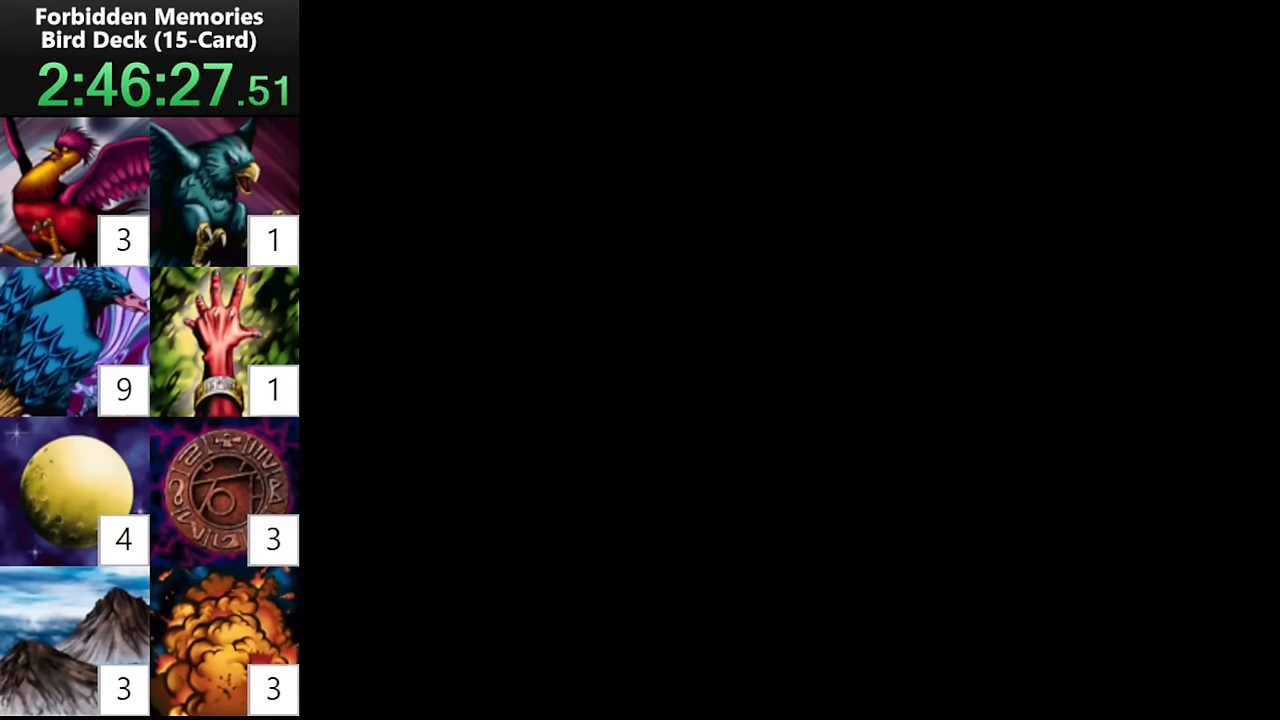 Forbidden Memories
Bird Deck (15-Card)
2:46:27.51
3 1
9 1
4 3
3 3